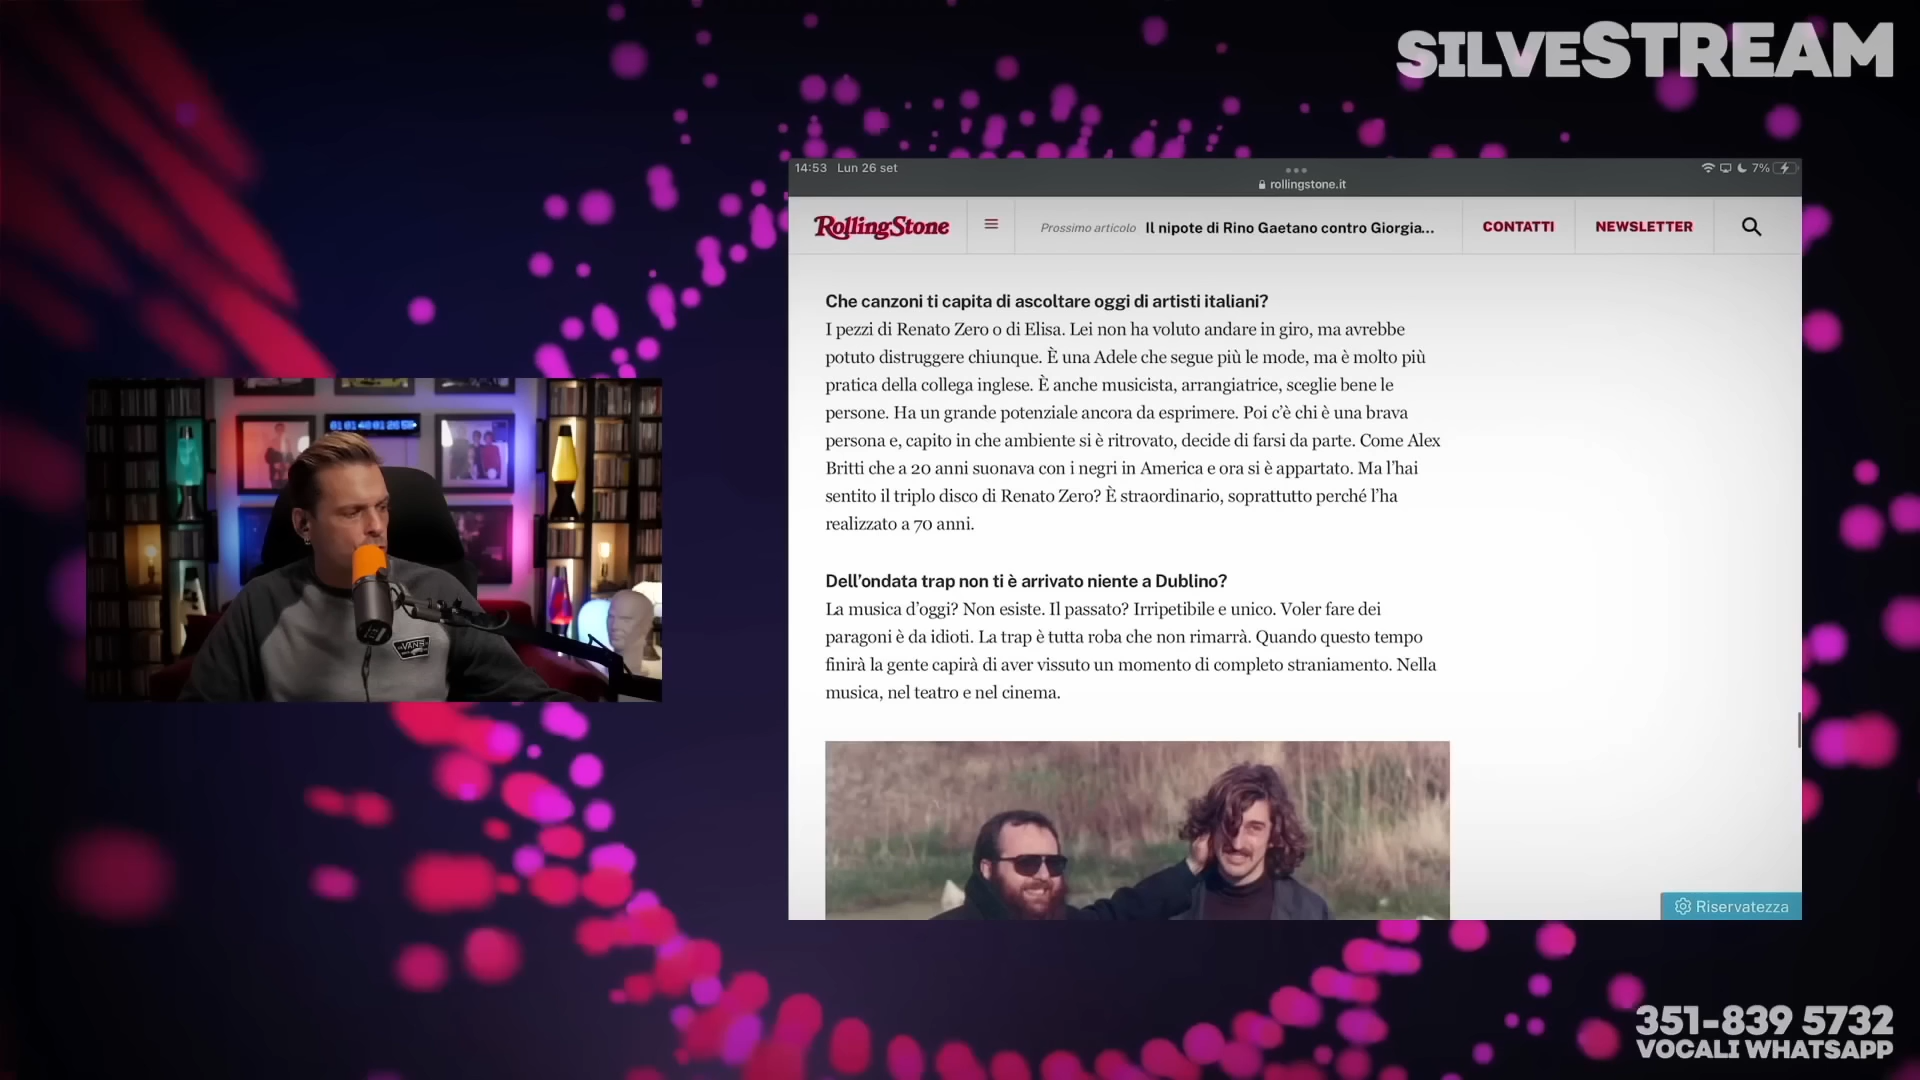 SILVESTREAM
14:53 Lun 26 set
7%
rollingstone.it
RollingStone
Prossimo articolo Il nipote di Rino Gaetano contro Giorgia...
CONTATTI
NEWSLETTER
Che canzoni ti capita di ascoltare oggi di artisti italiani?
I pezzi di Renato Zero o di Elisa. Lei non ha voluto andare in giro, ma avrebbe
potuto distruggere chiunque. È una Adele che segue più le mode, ma è molto più
pratica della collega inglese. È anche musicista, arrangiatrice, sceglie bene le
persone. Ha un grande potenziale ancora da esprimere. Poi c’è chi è una brava
persona e, capito in che ambiente si è ritrovato, decide di farsi da parte. Come Alex
Britti che a 20 anni suonava con i negri in America e ora si è appartato. Ma l’hai
sentito il triplo disco di Renato Zero? È straordinario, soprattutto perché l’ha
realizzato a 70 anni.
Dell’ondata trap non ti è arrivato niente a Dublino?
La musica d’oggi? Non esiste. Il passato? Irripetibile e unico. Voler fare dei
paragoni è da idioti. La trap è tutta roba che non rimarrà. Quando questo tempo
finirà la gente capirà di aver vissuto un momento di completo straniamento. Nella
musica, nel teatro e nel cinema.
Riservatezza
VANS
351-839 5732
VOCALI WHATSAPP